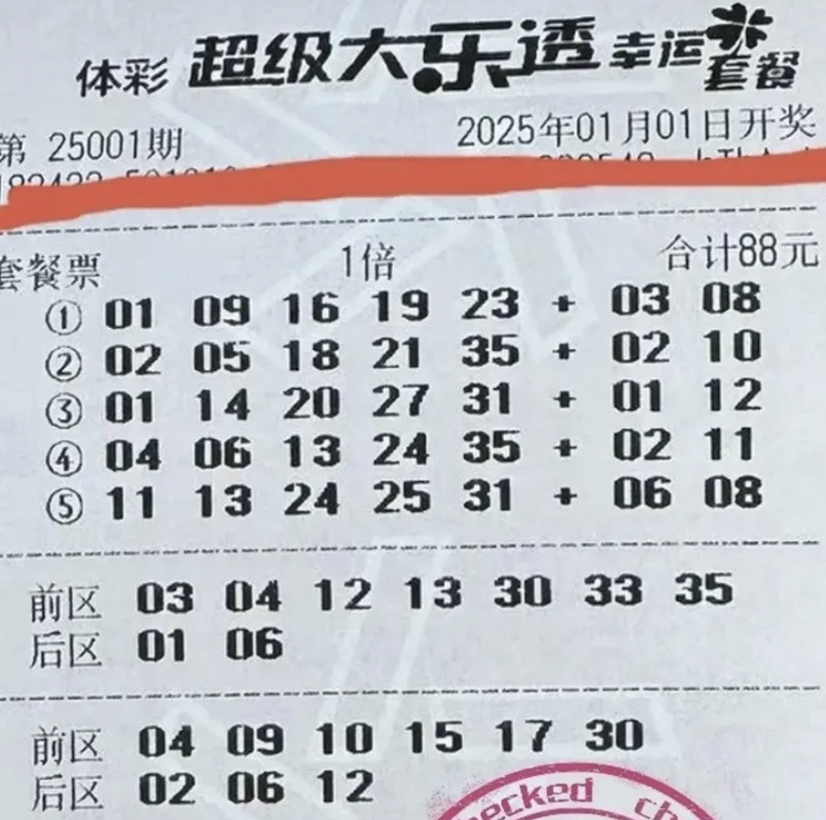 体彩 超级大乐透 幸运套餐
第 25001期 2025年01月01日开奖
套餐票 1倍 合计88元
① 01 09 16 19 23 + 03 08
② 02 05 18 21 35 + 02 10
③ 01 14 20 27 31 + 01 12
④ 04 06 13 24 35 + 02 11
⑤ 11 13 24 25 31 + 06 08
前区 03 04 12 13 30 33 35
后区 01 06
前区 04 09 10 15 17 30
后区 02 06 12